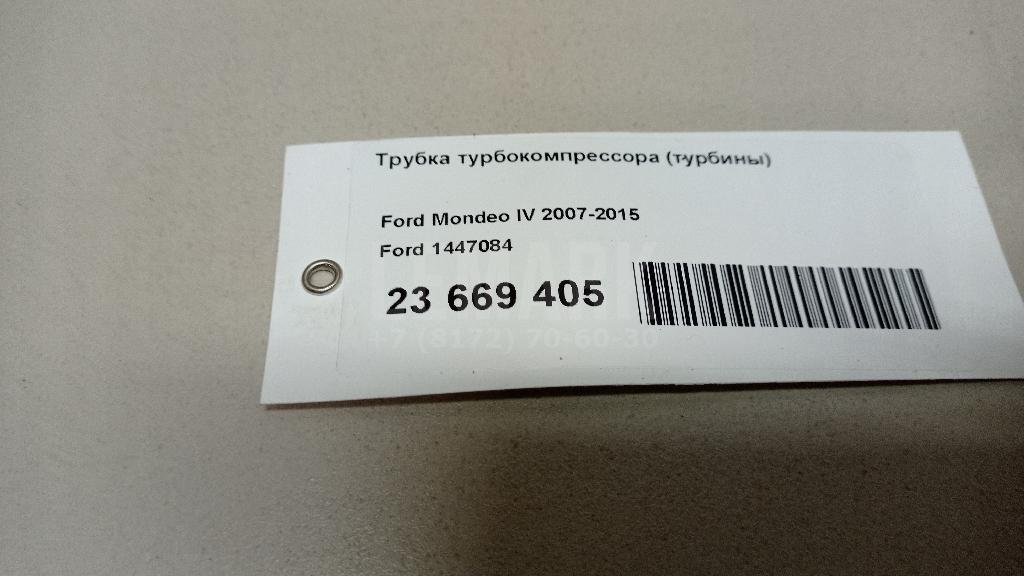 Трубка турбокомпрессора (турбины)
Ford Mondeo IV 2007-2015
Ford 1447084
23 669 405
+7 (8172) 70-60-30